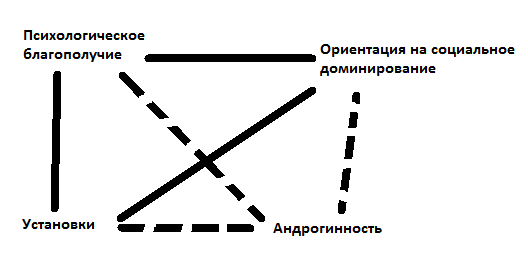 Психологическое
благополучие
Ориентация на социальное
доминирование
Установки
Андрогинность